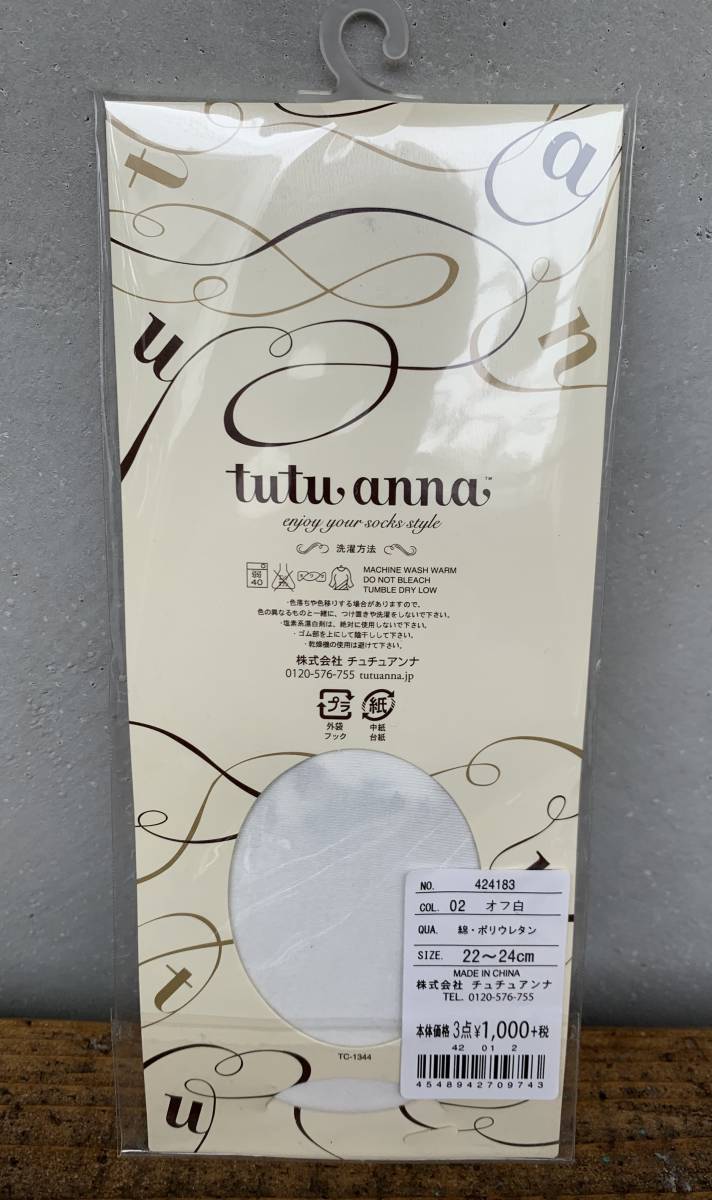 t
a
u
n
tutu anna™
enjoy your socks style
洗濯方法
弱
40
MACHINE WASH WARM
DO NOT BLEACH
TUMBLE DRY LOW
・色落ちや色移りする場合がありますので、
色の異なるものと一緒に、つけ置きや洗濯をしないで下さい。
・塩素系漂白剤は、絶対に使用しないで下さい。
・ゴム部を上にして陰干しして下さい。
・乾燥機の使用は避けて下さい。
株式会社 チュチュアンナ
0120-576-755 tutuanna.jp
プラ 紙
外袋 中紙
フック 台紙
NO. 424183
COL. 02 オフ白
QUA. 綿・ポリウレタン
SIZE. 22～24cm
MADE IN CHINA
株式会社 チュチュアンナ
TEL. 0120-576-755
本体価格 3点¥1,000+税
42 01 2
4548942709743
TC-1344
t
u